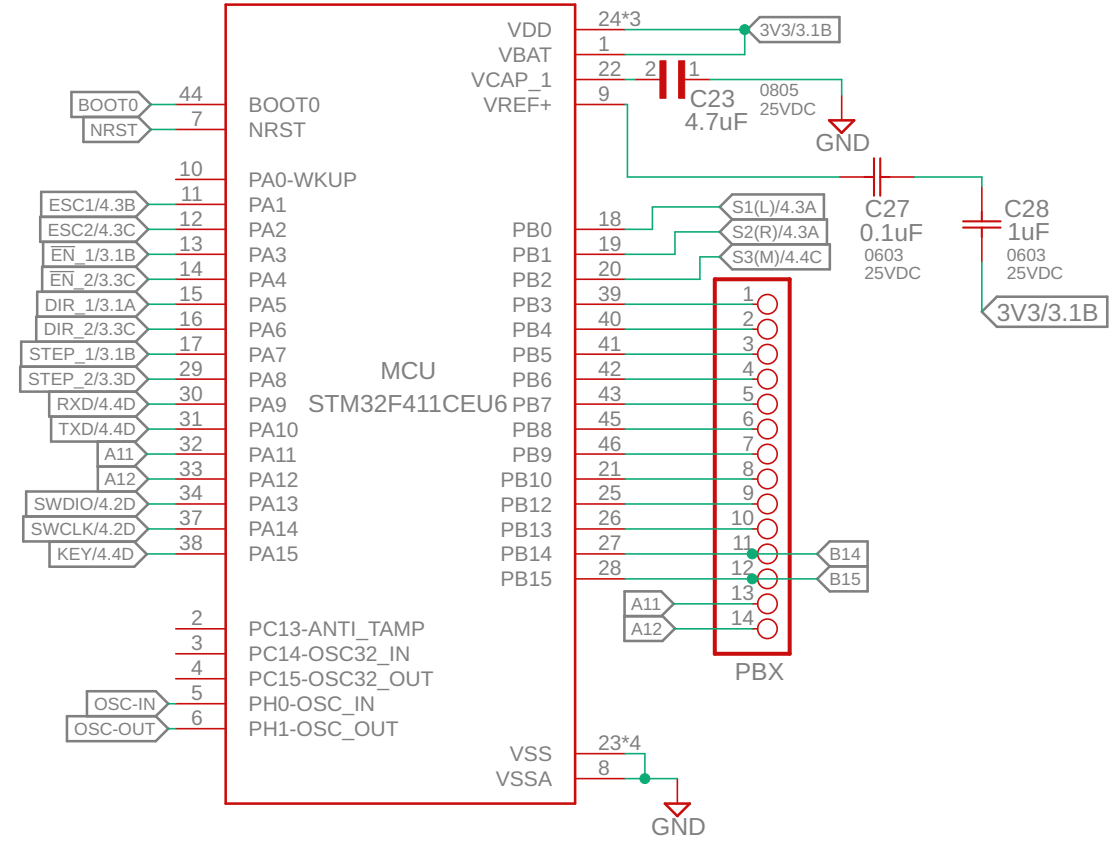 VDD 24*3 3V3/3.1B
VBAT 1
VCAP_1 22 2 1
C23 0805
4.7uF 25VDC
GND
VREF+ 9
BOOT0 44 BOOT0
NRST 7 NRST
10 PA0-WKUP
ESC1/4.3B 11 PA1
ESC2/4.3C 12 PA2
EN_1/3.1B 13 PA3
EN_2/3.3C 14 PA4
DIR_1/3.1A 15 PA5
DIR_2/3.3C 16 PA6
STEP_1/3.1B 17 PA7
STEP_2/3.3D 29 PA8
RXD/4.4D 30 PA9
TXD/4.4D 31 PA10
A11 32 PA11
A12 33 PA12
SWDIO/4.2D 34 PA13
SWCLK/4.2D 37 PA14
KEY/4.4D 38 PA15
2 PC13-ANTI_TAMP
3 PC14-OSC32_IN
4 PC15-OSC32_OUT
OSC-IN 5 PH0-OSC_IN
OSC-OUT 6 PH1-OSC_OUT
MCU
STM32F411CEU6
PB0 18 S1(L)/4.3A
PB1 19 S2(R)/4.3A
PB2 20 S3(M)/4.4C
PB3 39 1
PB4 40 2
PB5 41 3
PB6 42 4
PB7 43 5
PB8 45 6
PB9 46 7
PB10 21 8
PB12 25 9
PB13 26 10
PB14 27 11 B14
PB15 28 12 B15
A11 13
A12 14
PBX
C27
0.1uF
0603
25VDC
C28
1uF
0603
25VDC
3V3/3.1B
VSS 23*4
VSSA 8
GND